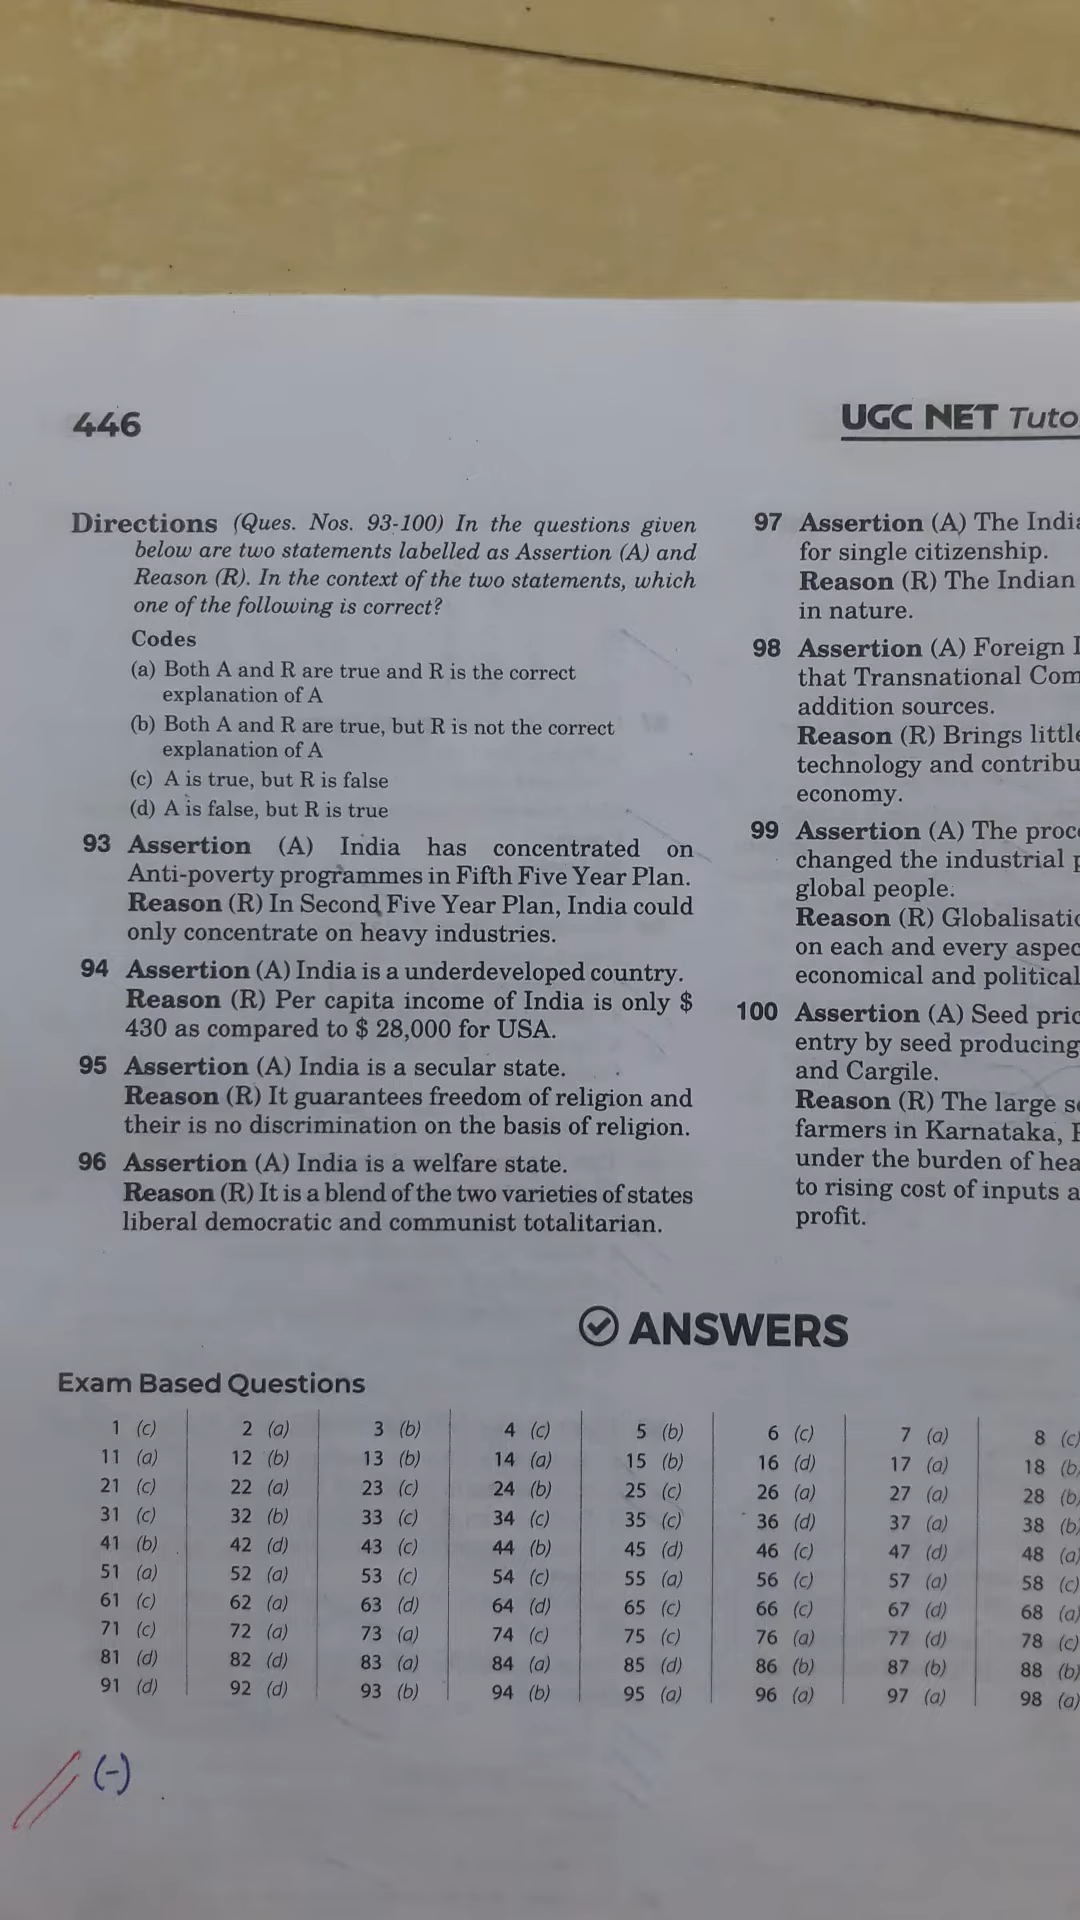 446
UGC NET Tuto
Directions (Ques. Nos. 93-100) In the questions given
below are two statements labelled as Assertion (A) and
Reason (R). In the context of the two statements, which
one of the following is correct?
Codes
(a) Both A and R are true and R is the correct
explanation of A
(b) Both A and R are true, but R is not the correct
explanation of A
(c) A is true, but R is false
(d) A is false, but R is true
93 Assertion (A) India has concentrated on
Anti-poverty programmes in Fifth Five Year Plan.
Reason (R) In Second Five Year Plan, India could
only concentrate on heavy industries.
94 Assertion (A) India is a underdeveloped country.
Reason (R) Per capita income of India is only $
430 as compared to $ 28,000 for USA.
95 Assertion (A) India is a secular state.
Reason (R) It guarantees freedom of religion and
their is no discrimination on the basis of religion.
96 Assertion (A) India is a welfare state.
Reason (R) It is a blend of the two varieties of states
liberal democratic and communist totalitarian.
97 Assertion (A) The India
for single citizenship.
Reason (R) The Indian
in nature.
98 Assertion (A) Foreign
that Transnational Com
addition sources.
Reason (R) Brings little
technology and contribu
economy.
99 Assertion (A) The proce
changed the industrial p
global people.
Reason (R) Globalisatio
on each and every aspec
economical and political
100 Assertion (A) Seed pric
entry by seed producing
and Cargile.
Reason (R) The large se
farmers in Karnataka,
under the burden of hea
to rising cost of inputs a
profit.
ANSWERS
Exam Based Questions
1 (c) 2 (a) 3 (b) 4 (c) 5 (b) 6 (c) 7 (a) 8 (c)
11 (a) 12 (b) 13 (b) 14 (a) 15 (b) 16 (d) 17 (a) 18 (b)
21 (c) 22 (a) 23 (c) 24 (b) 25 (c) 26 (a) 27 (a) 28 (b)
31 (c) 32 (b) 33 (c) 34 (c) 35 (c) 36 (d) 37 (a) 38 (b)
41 (b) 42 (d) 43 (c) 44 (b) 45 (d) 46 (c) 47 (d) 48 (a)
51 (a) 52 (a) 53 (c) 54 (c) 55 (a) 56 (c) 57 (a) 58 (c)
61 (c) 62 (a) 63 (d) 64 (d) 65 (c) 66 (c) 67 (d) 68 (a)
71 (c) 72 (a) 73 (a) 74 (c) 75 (c) 76 (a) 77 (d) 78 (c)
81 (d) 82 (d) 83 (a) 84 (a) 85 (d) 86 (b) 87 (b) 88 (b)
91 (d) 92 (d) 93 (b) 94 (b) 95 (a) 96 (a) 97 (a) 98 (a)
(-)